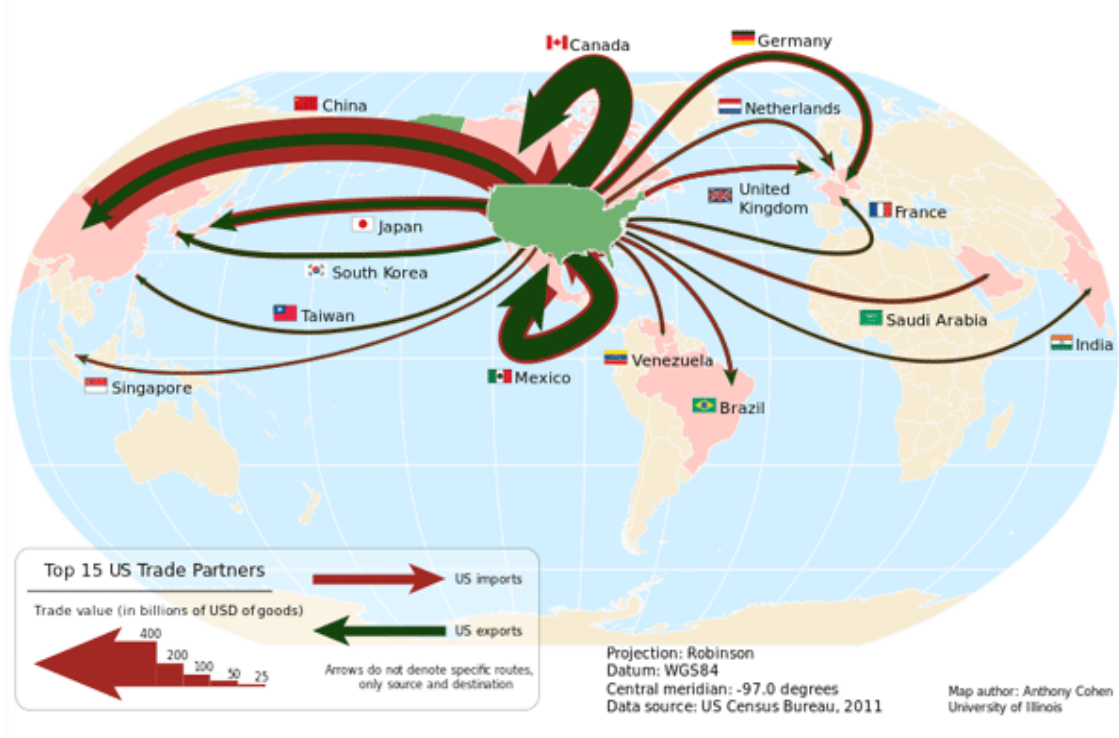 Canada
Germany
China
Netherlands
United
Kingdom
France
Japan
South Korea
Taiwan
Saudi Arabia
India
Venezuela
Mexico
Singapore
Brazil
Top 15 US Trade Partners
US imports
Trade value (in billions of USD of goods)
US exports
400
200
100
50
25
Arrows do not denote specific routes,
only source and destination
Projection: Robinson
Datum: WGS84
Central meridian: -97.0 degrees
Data source: US Census Bureau, 2011
Map author: Anthony Cohen
University of Illinois